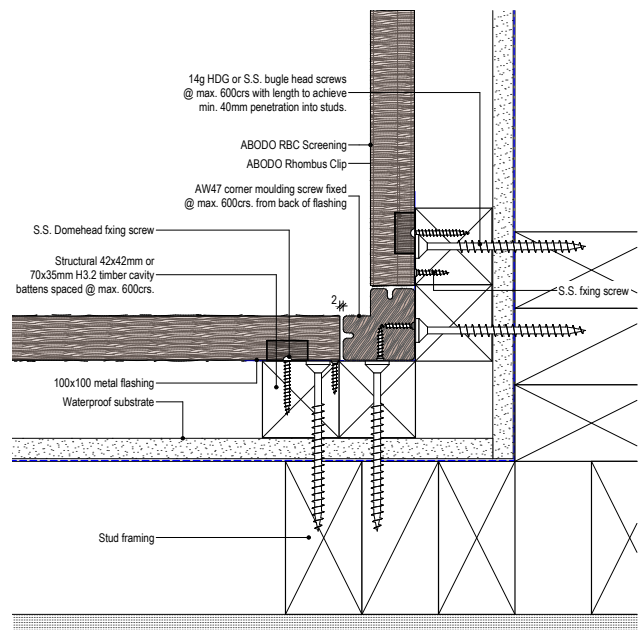 14g HDG or S.S. bugle head screws
@ max. 600crs with length to achieve
min. 40mm penetration into studs.
ABODO RBC Screening
ABODO Rhombus Clip
AW47 corner moulding screw fixed
@ max. 600crs. from back of flashing
S.S. Domehead fxing screw
Structural 42x42mm or
70x35mm H3.2 timber cavity
battens spaced @ max. 600crs.
S.S. fxing screw
2
100x100 metal flashing
Waterproof substrate
Stud framing